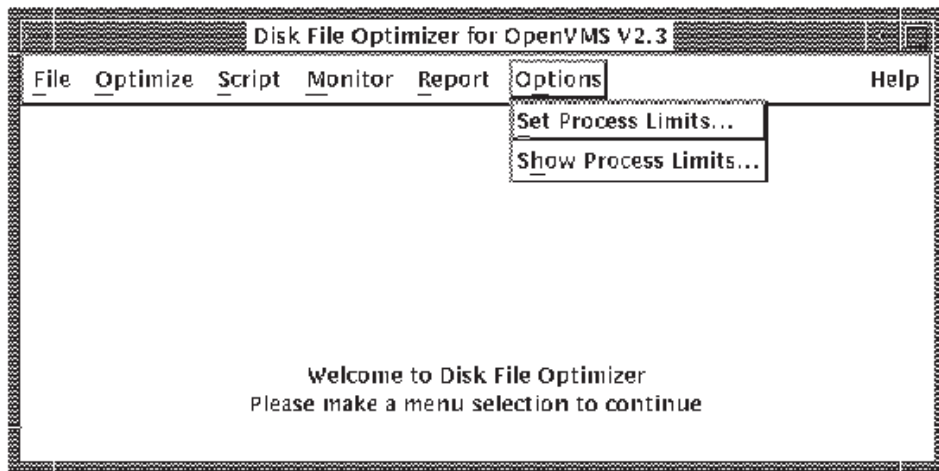 Disk File Optimizer for OpenVMS V2.3
File Optimize Script Monitor Report Options Help
Set Process Limits...
Show Process Limits...
Welcome to Disk File Optimizer
Please make a menu selection to continue